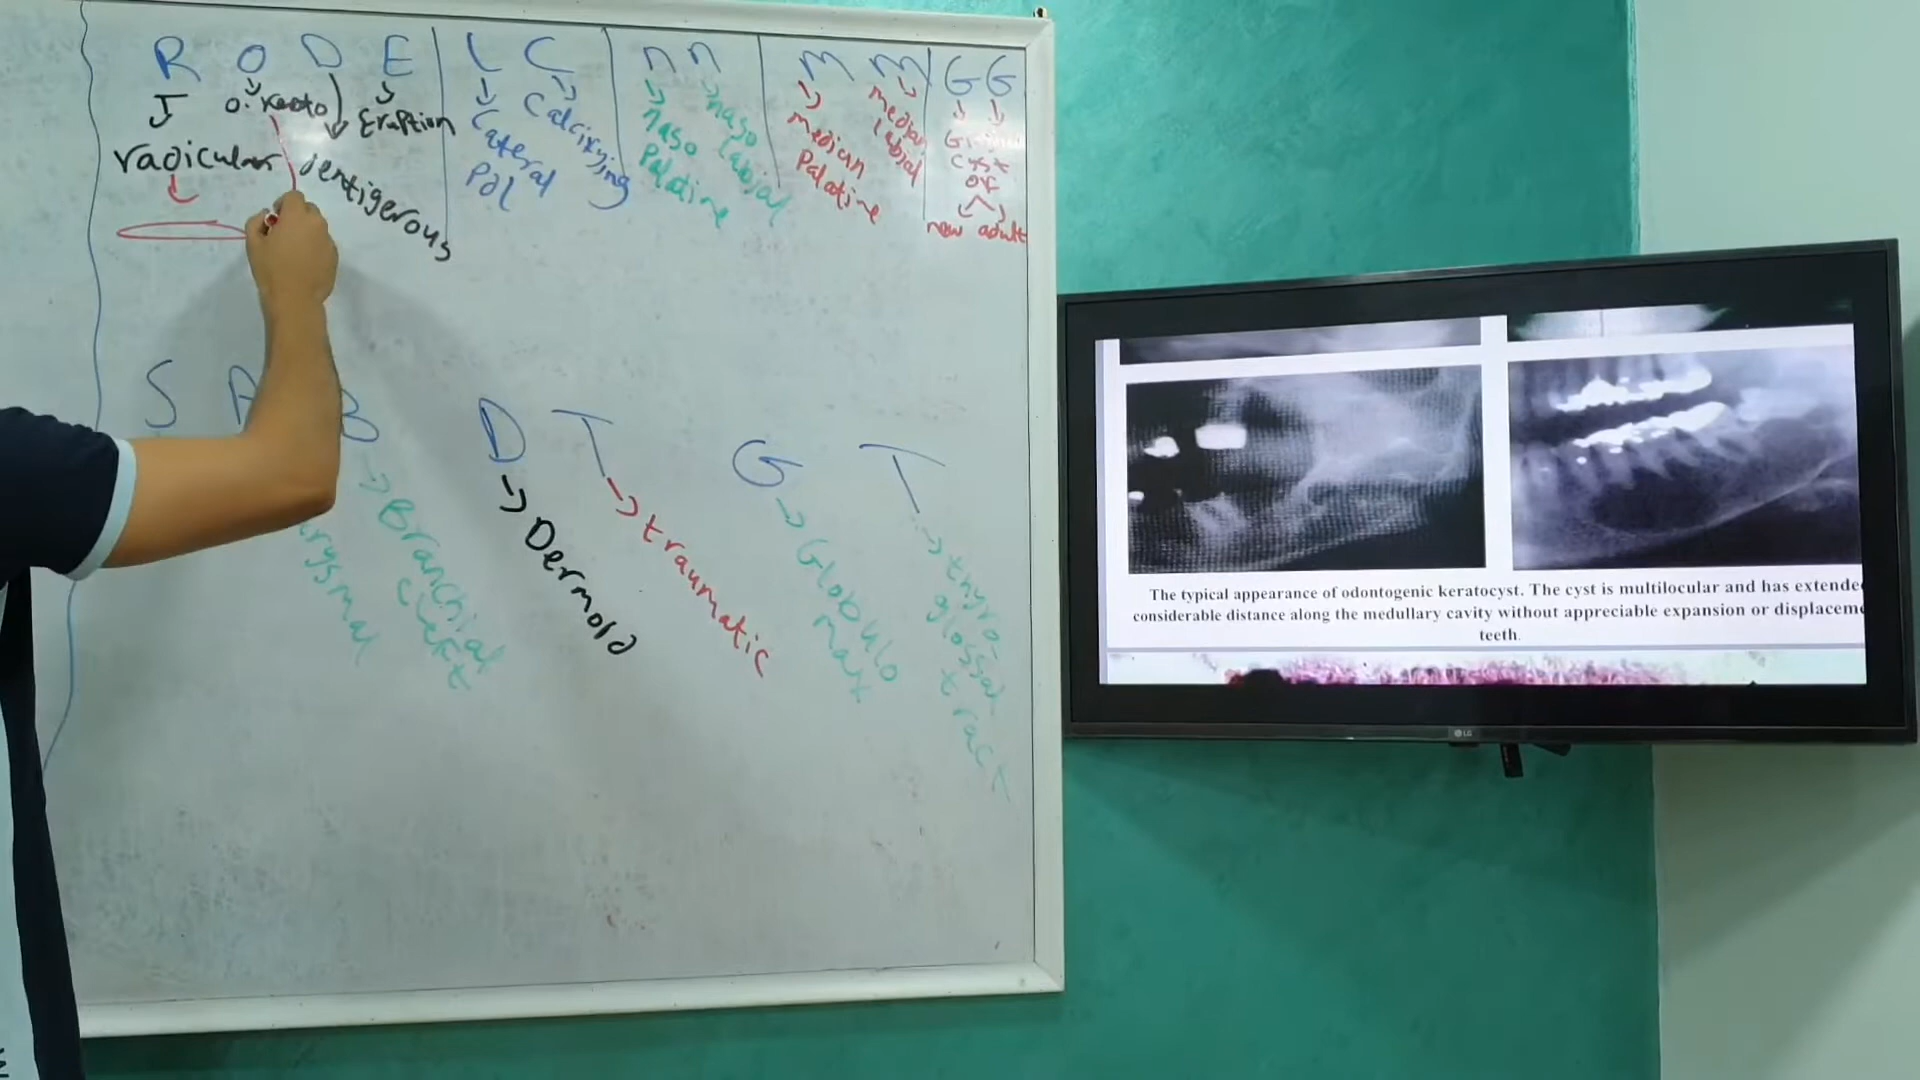 R O D E L C n n m m G G
radicular
o. Kerato
Dentigerous
Eruption
Lateral
Calcifying
naso
Palatine
naso
labial
median
Palatine
median
labial
Cyst
OF
new adult
S A B D T G T
Branchial
cleft
Dermoid
traumatic
Globulo
Max
thyro-
glossal
tract
The typical appearance of odontogenic keratocyst. The cyst is multilocular and has extende
considerable distance along the medullary cavity without appreciable expansion or displaceme
teeth.
LG